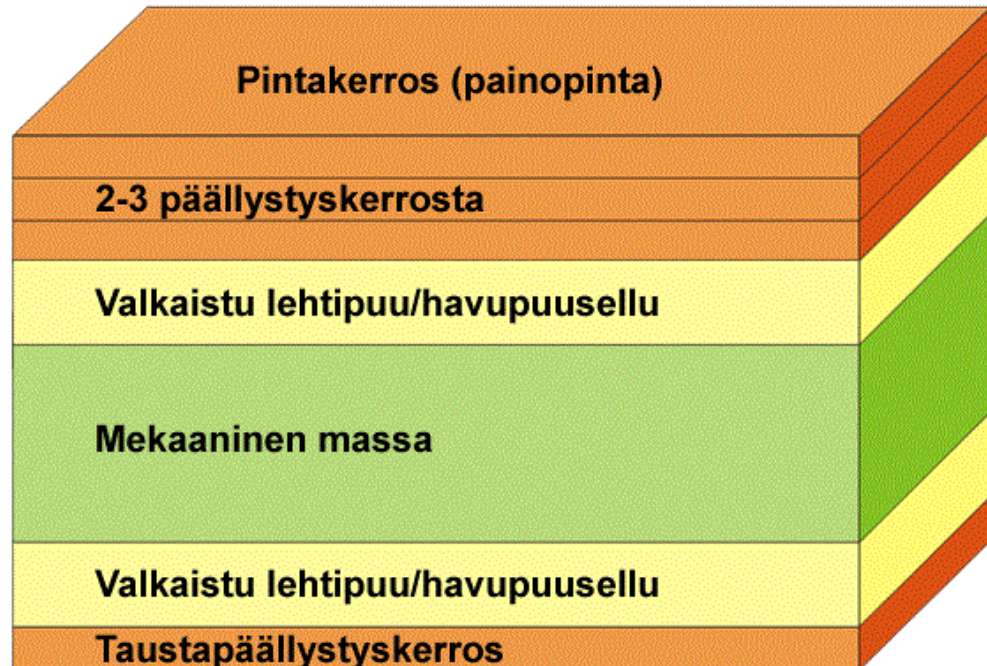 Pintakerros (painopinta)
2-3 päällystyskerrosta
Valkaistu lehtipuu/havupuusellu
Mekaaninen massa
Valkaistu lehtipuu/havupuusellu
Taustapäällystyskerros